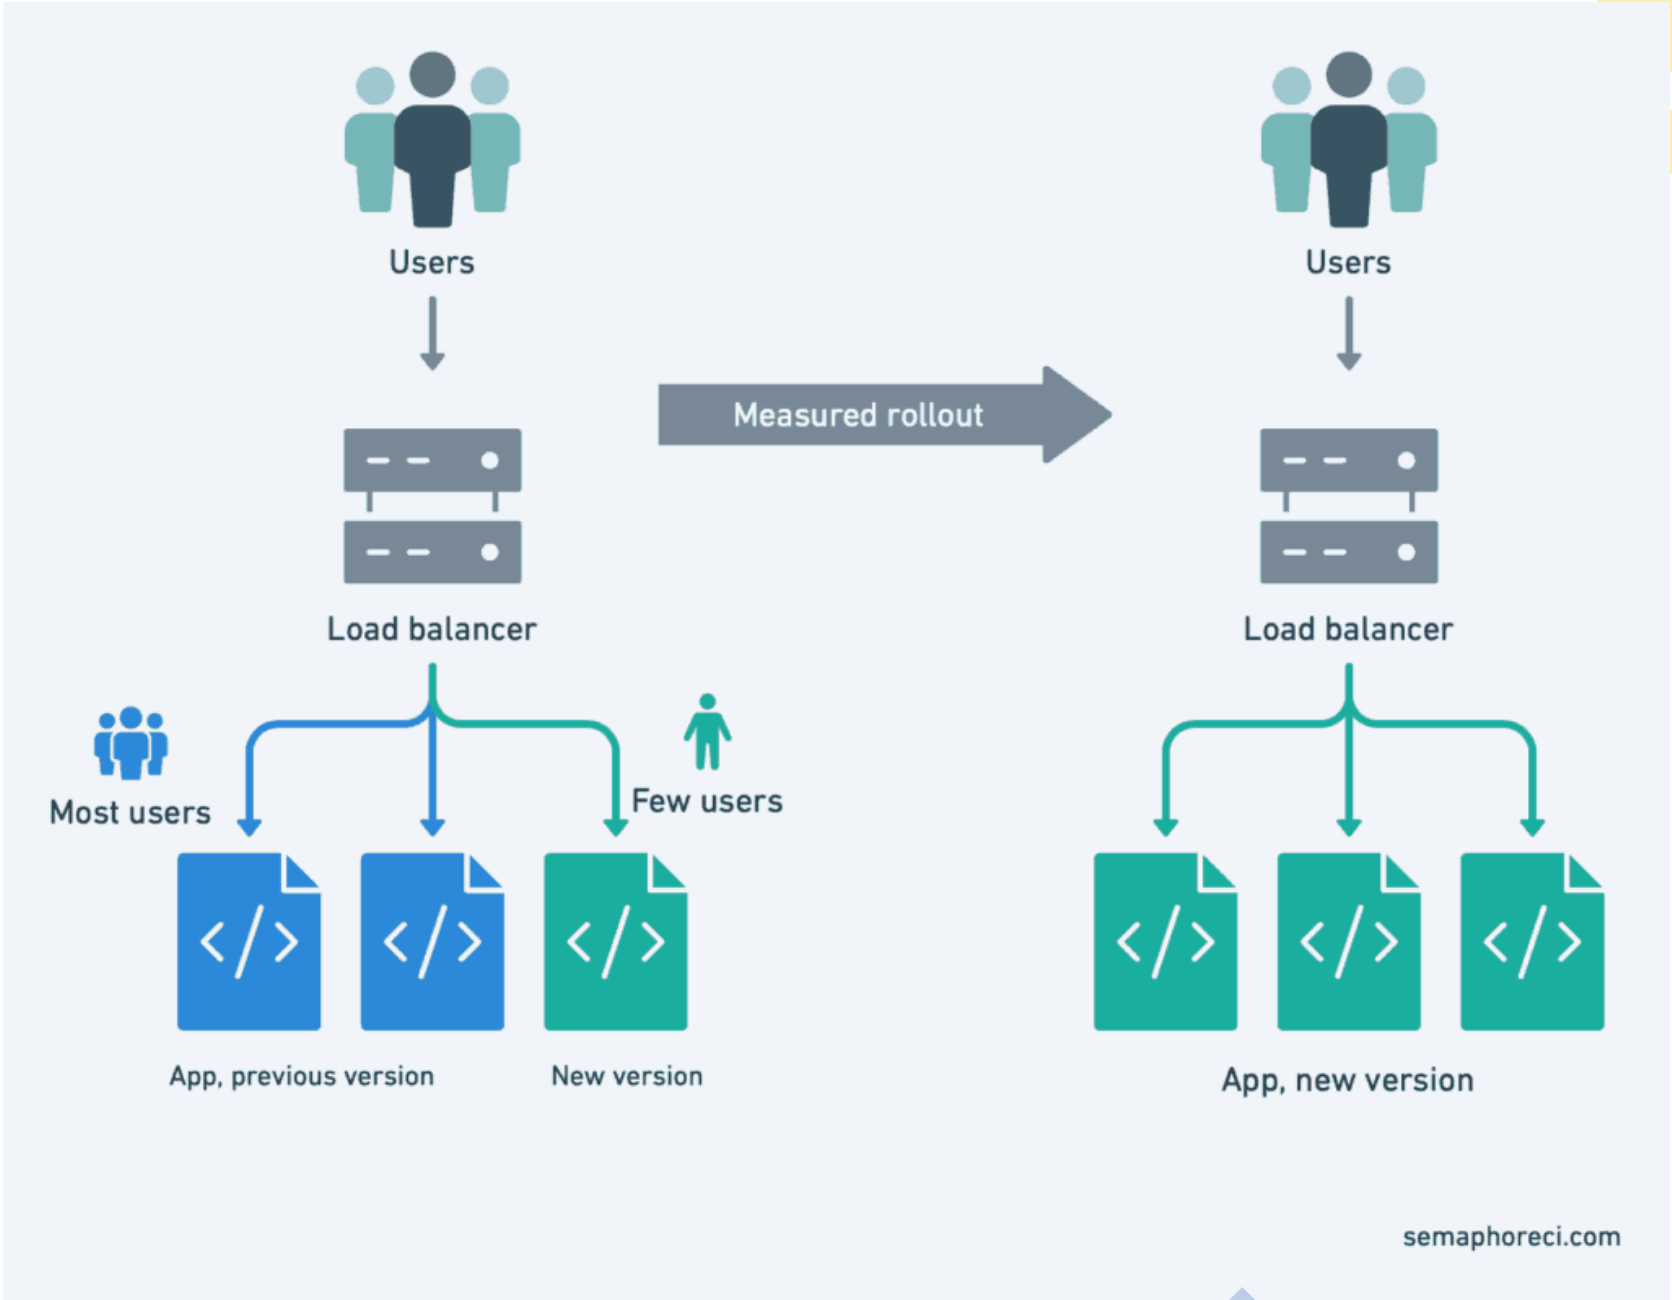 Users
Users
Measured rollout
Load balancer
Load balancer
Most users
Few users
</>
</>
</>
</>
</>
</>
App, previous version
New version
App, new version
semaphoreci.com